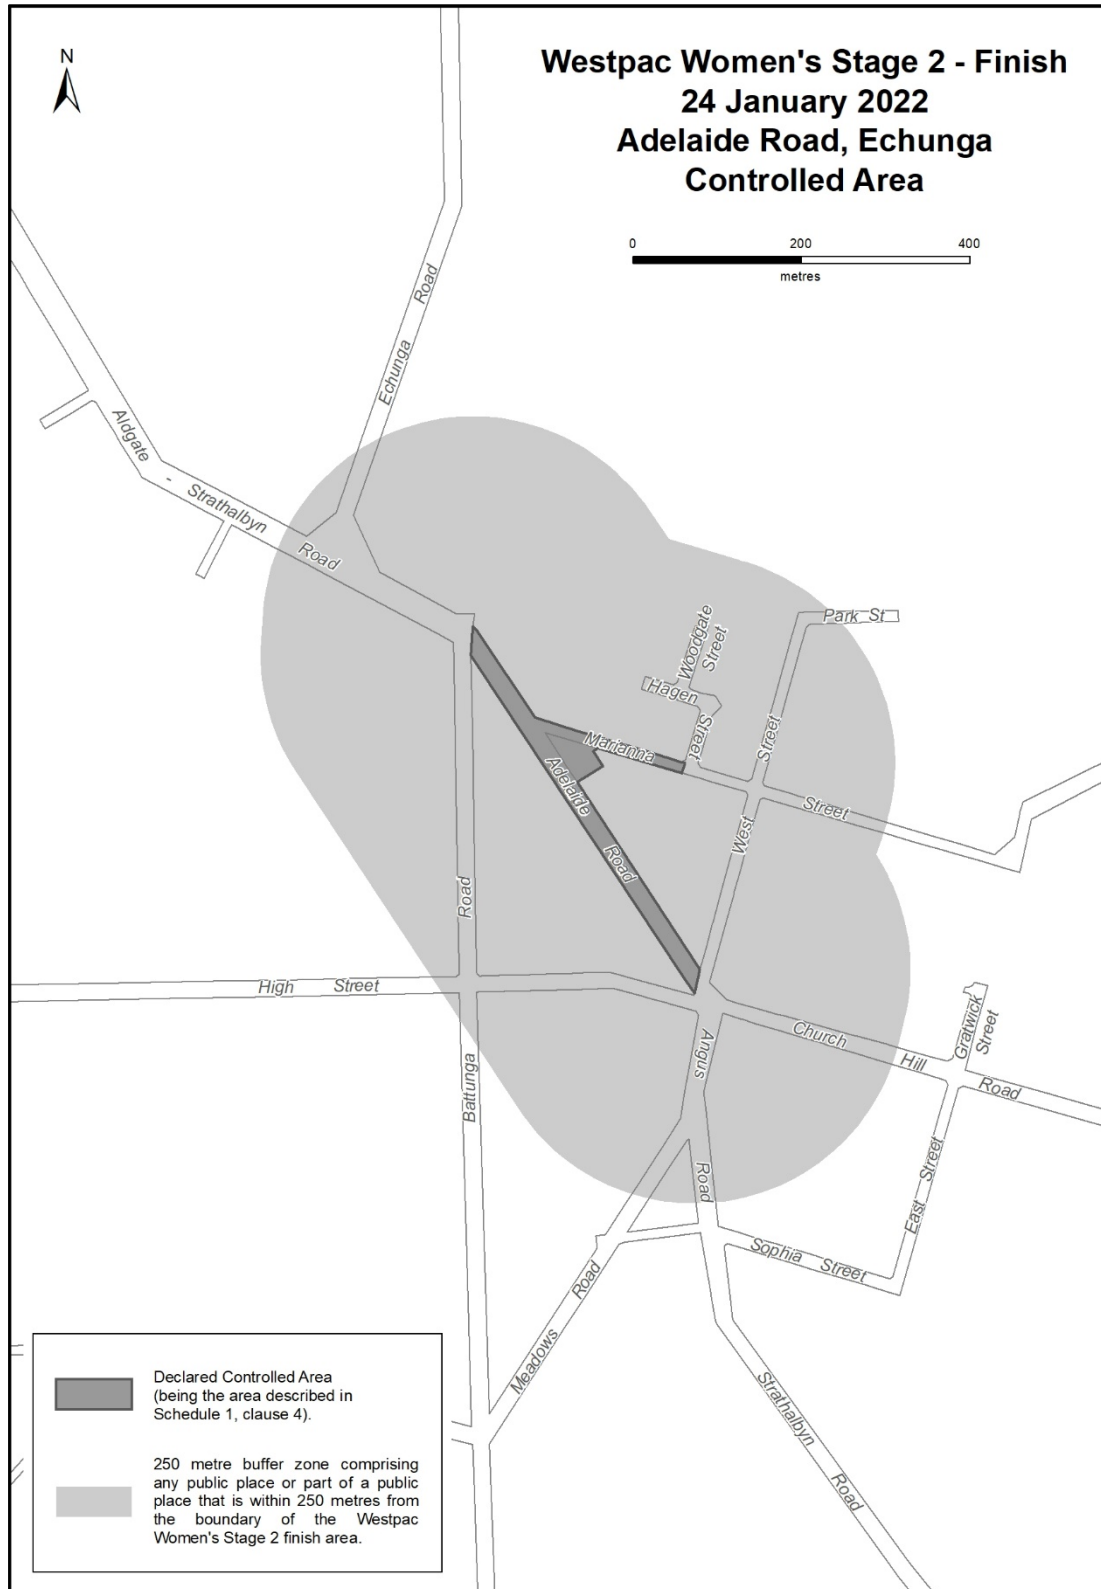 N
Westpac Women's Stage 2 - Finish
24 January 2022
Adelaide Road, Echunga
Controlled Area
0 200 400
metres
Echunga Road
Aldgate - Strathalbyn Road
Woodgate Street
Park St
Hagen Street
Marianna Street
West Street
Adelaide Road
Battunga Road
High Street
Angus Road
Church Hill Road
Gratwick Street
East Street
Sophia Street
Meadows Road
Strathalbyn Road
Declared Controlled Area
(being the area described in
Schedule 1, clause 4).
250 metre buffer zone comprising
any public place or part of a public
place that is within 250 metres from
the boundary of the Westpac
Women's Stage 2 finish area.